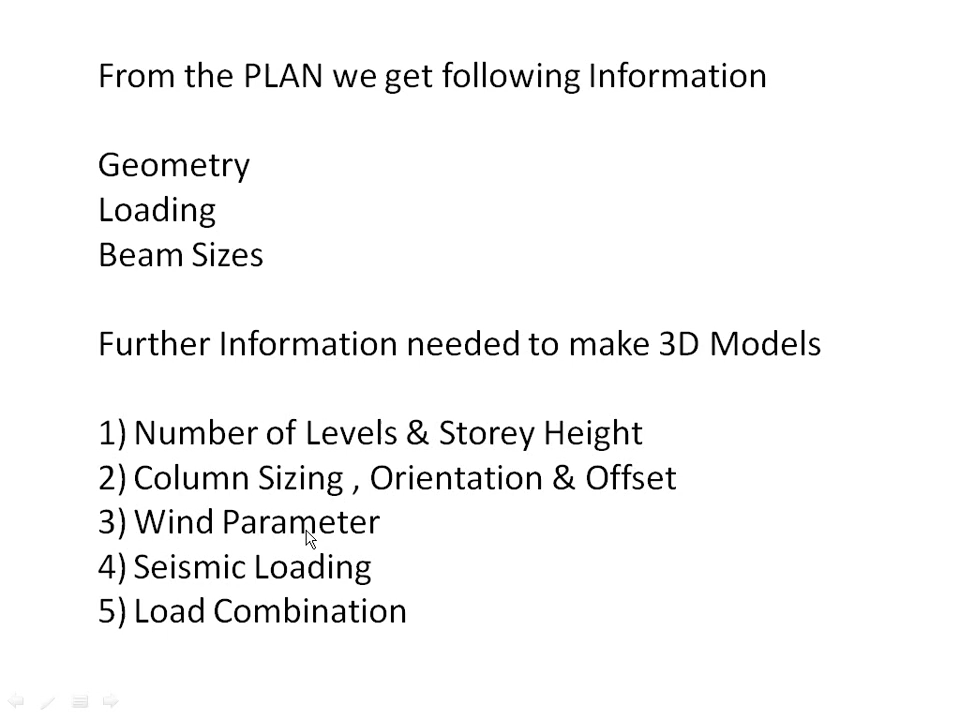 From the PLAN we get following Information
Geometry
Loading
Beam Sizes
Further Information needed to make 3D Models
1) Number of Levels & Storey Height
2) Column Sizing , Orientation & Offset
3) Wind Parameter
4) Seismic Loading
5) Load Combination